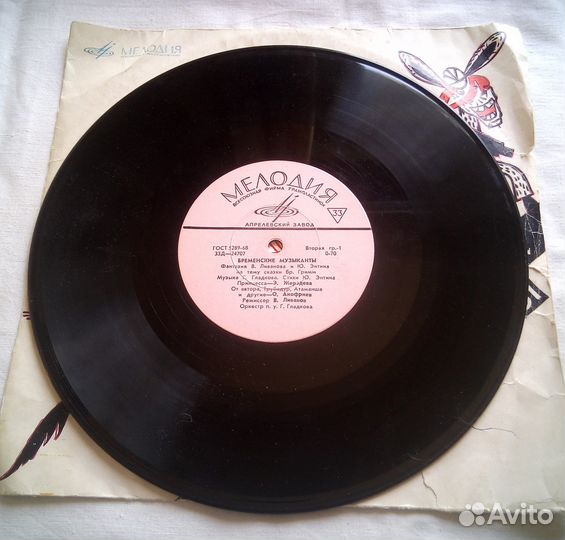 МЕЛОДИЯ
МЕЛОДИЯ
ВСЕСОЮЗНАЯ ФИРМА ГРАМПЛАСТИНОК
33
АПРЕЛЕВСКИЙ ЗАВОД
ГОСТ 5289-68 Вторая гр.-1
33Д—24707 0-70
БРЕМЕНСКИЕ МУЗЫКАНТЫ
Фантазия В. Ливанова и Ю. Энтина
на тему сказки бр. Гримм
Музыка Г. Гладкова. Стихи Ю. Энтина
Принцесса—Э. Жерздева
От автора, Трубадур, Атаманша
и другие—О. Анофриев
Режиссер В. Ливанов
Оркестр п. у. Г. Гладкова
Avito